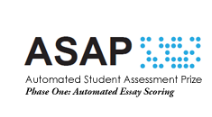 ASAP
Automated Student Assessment Prize
Phase One: Automated Essay Scoring